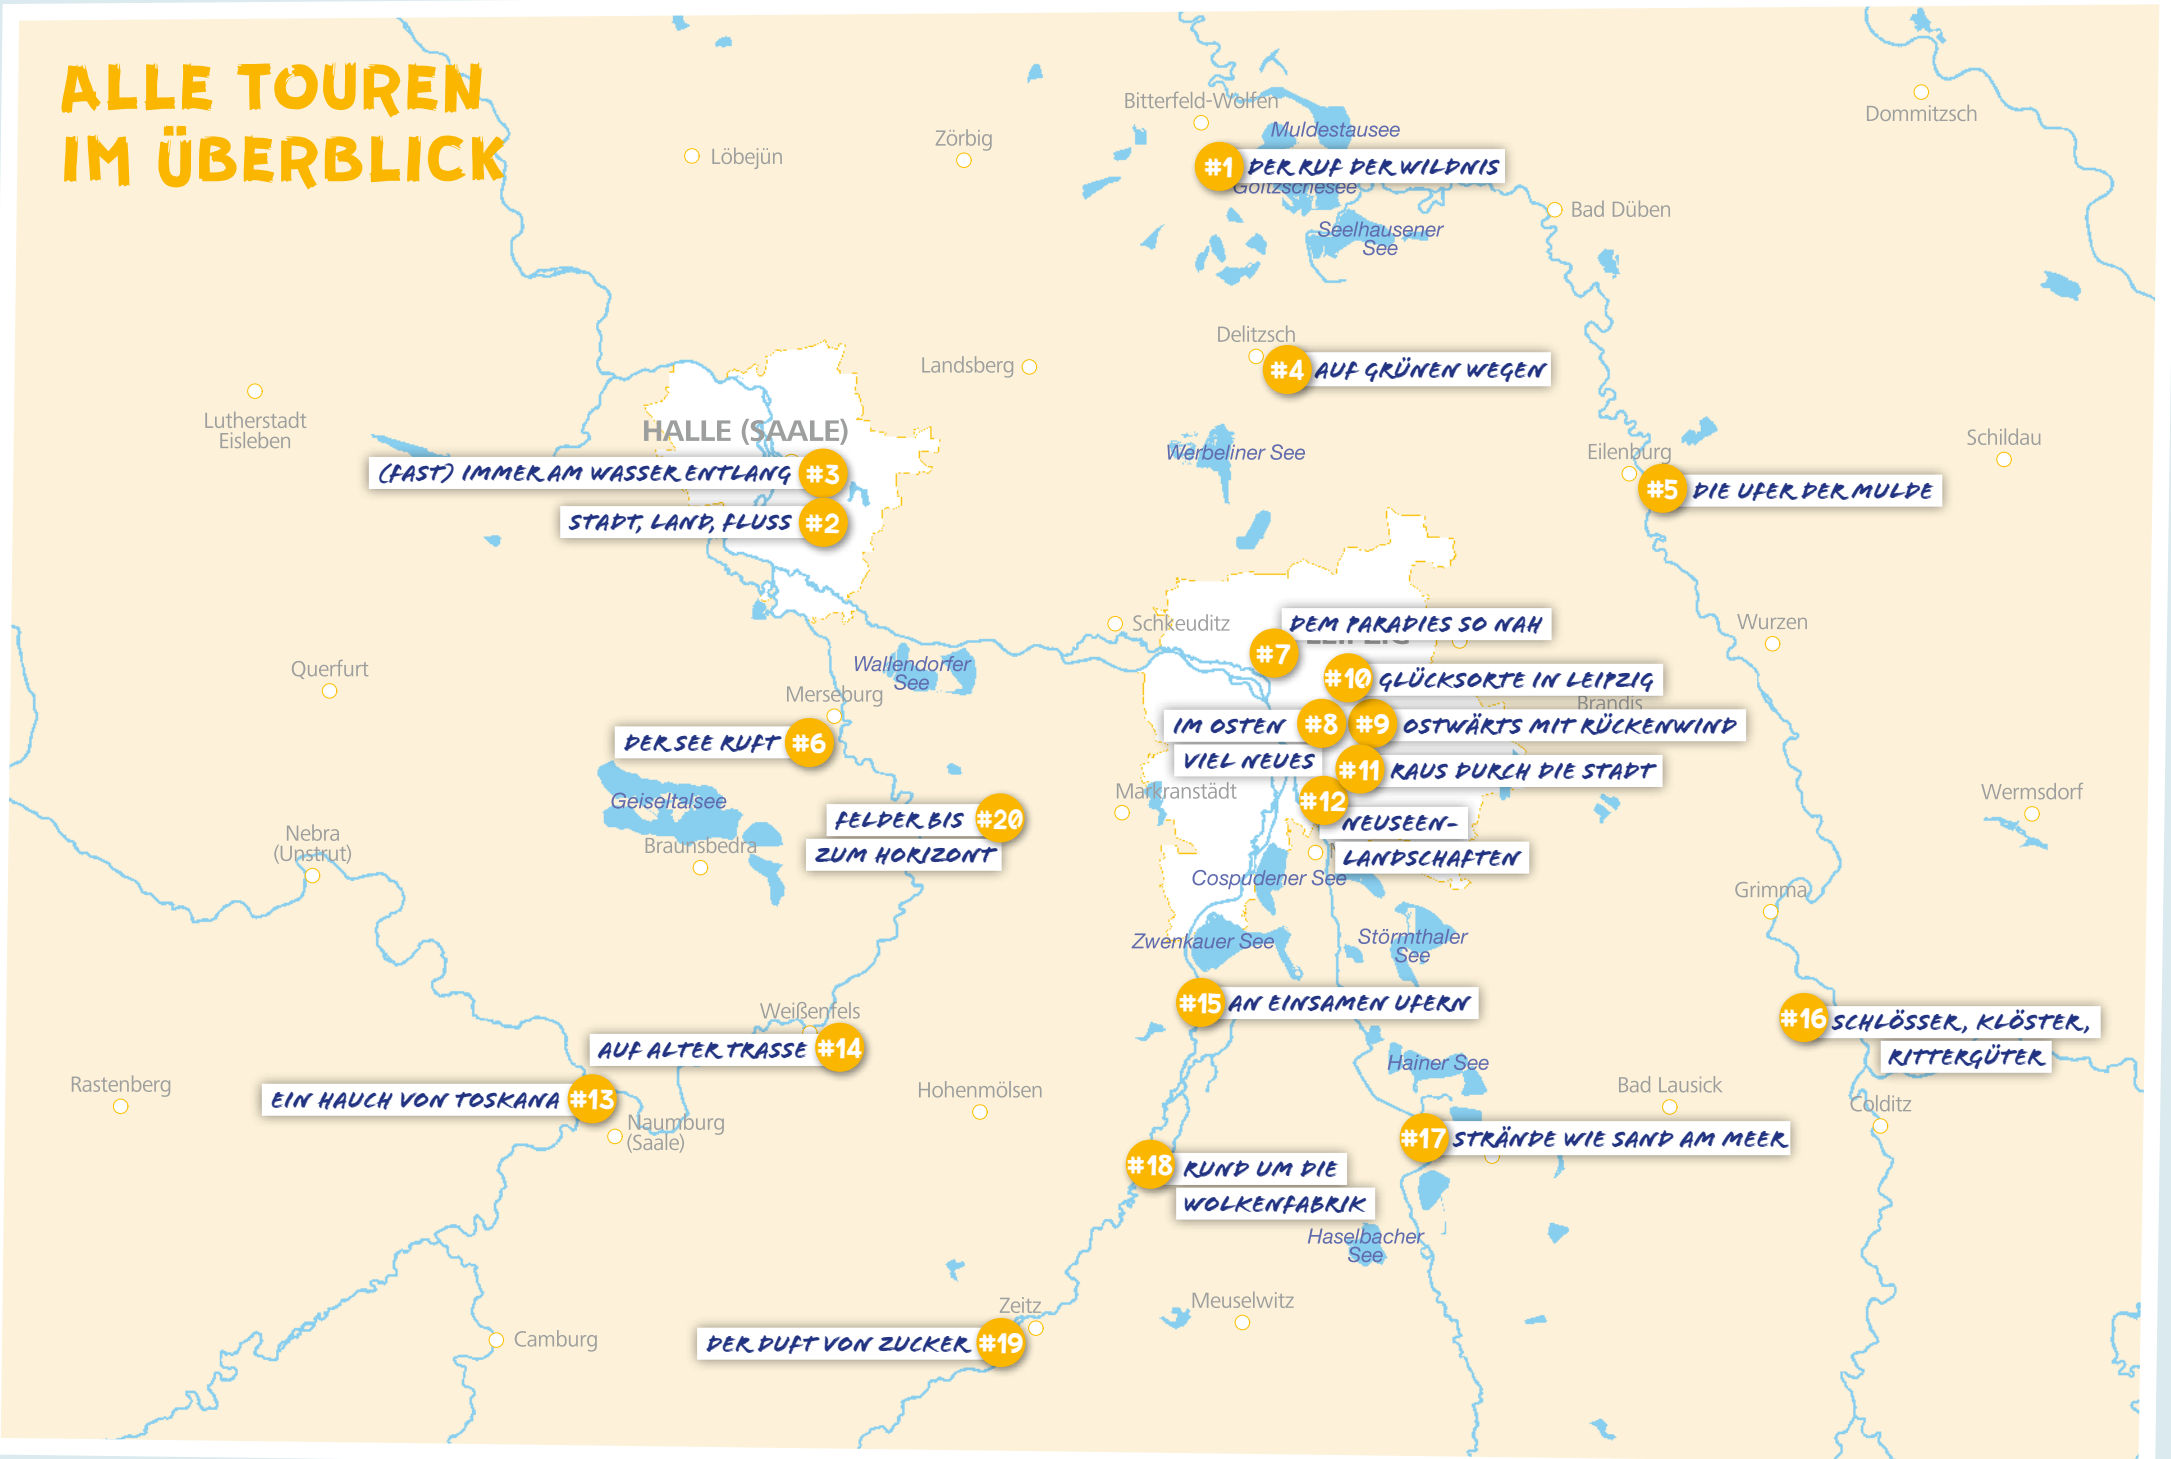 ALLE TOUREN
IM ÜBERBLICK
Bitterfeld-Wolfen
Muldestausee
Dommitzsch
Zörbig
Löbejün
#1 DER RUF DER WILDNIS
Goitzschesee
Bad Düben
Seelhausener
See
Delitzsch
Landsberg
#4 AUF GRÜNEN WEGEN
Lutherstadt
Eisleben
HALLE (SAALE)
Werbeliner See
Eilenburg
Schildau
(FAST) IMMER AM WASSER ENTLANG #3
#5 DIE UFER DER MULDE
STADT, LAND, FLUSS #2
Schkeuditz
DEM PARADIES SO NAH
#7
LEIPZIG
Wurzen
Querfurt
Wallendorfer
See
Merseburg
#10 GLÜCKSORTE IN LEIPZIG
Brandis
IM OSTEN #8
VIEL NEUES
#9 OSTWÄRTS MIT RÜCKENWIND
DER SEE RUFT #6
#11 RAUS DURCH DIE STADT
Geiseltalsee
Markranstädt
Wermsdorf
#12 NEUSEEN-
LANDSCHAFTEN
FELDER BIS #20
ZUM HORIZONT
Nebra
(Unstrut)
Braunsbedra
Cospudener See
Grimma
Zwenkauer See
Störmthaler
See
Weißenfels
#15 AN EINSAMEN UFERN
#16 SCHLÖSSER, KLÖSTER,
RITTERGÜTER
AUF ALTER TRASSE #14
Hainer See
Rastenberg
EIN HAUCH VON TOSKANA #13
Hohenmölsen
Bad Lausick
Colditz
Naumburg
(Saale)
#17 STRÄNDE WIE SAND AM MEER
#18 RUND UM DIE
WOLKENFABRIK
Haselbacher
See
Zeitz
Meuselwitz
Camburg
DER DUFT VON ZUCKER #19